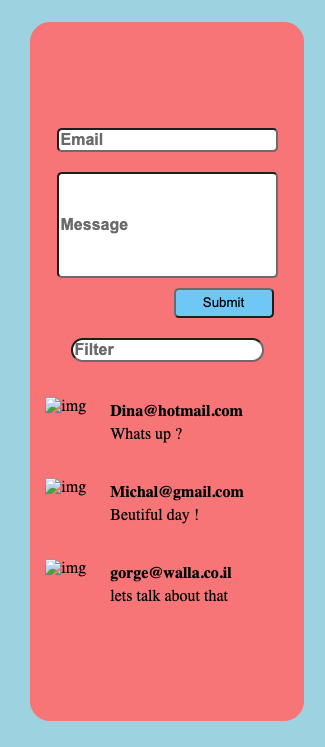 Email
Message
Submit
Filter
img
Dina@hotmail.com
Whats up ?
img
Michal@gmail.com
Beutiful day !
img
gorge@walla.co.il
lets talk about that